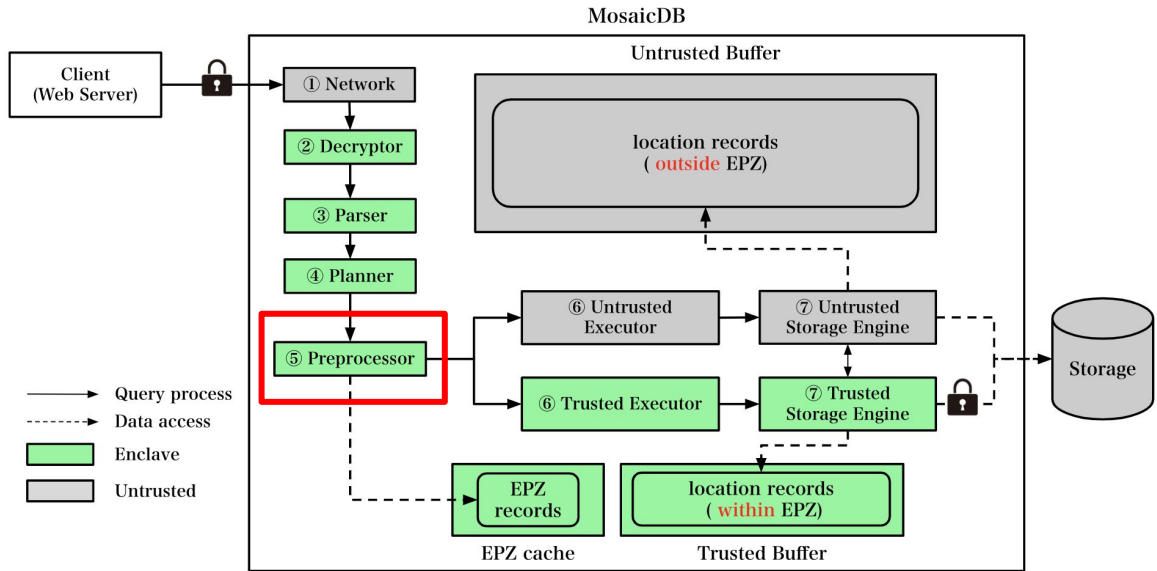 MosaicDB
Client
(Web Server)
① Network
② Decryptor
③ Parser
④ Planner
⑤ Preprocessor
Untrusted Buffer
location records
( outside EPZ)
⑥ Untrusted
Executor
⑦ Untrusted
Storage Engine
⑥ Trusted Executor
⑦ Trusted
Storage Engine
Storage
Query process
Data access
Enclave
Untrusted
EPZ
records
EPZ cache
location records
( within EPZ)
Trusted Buffer